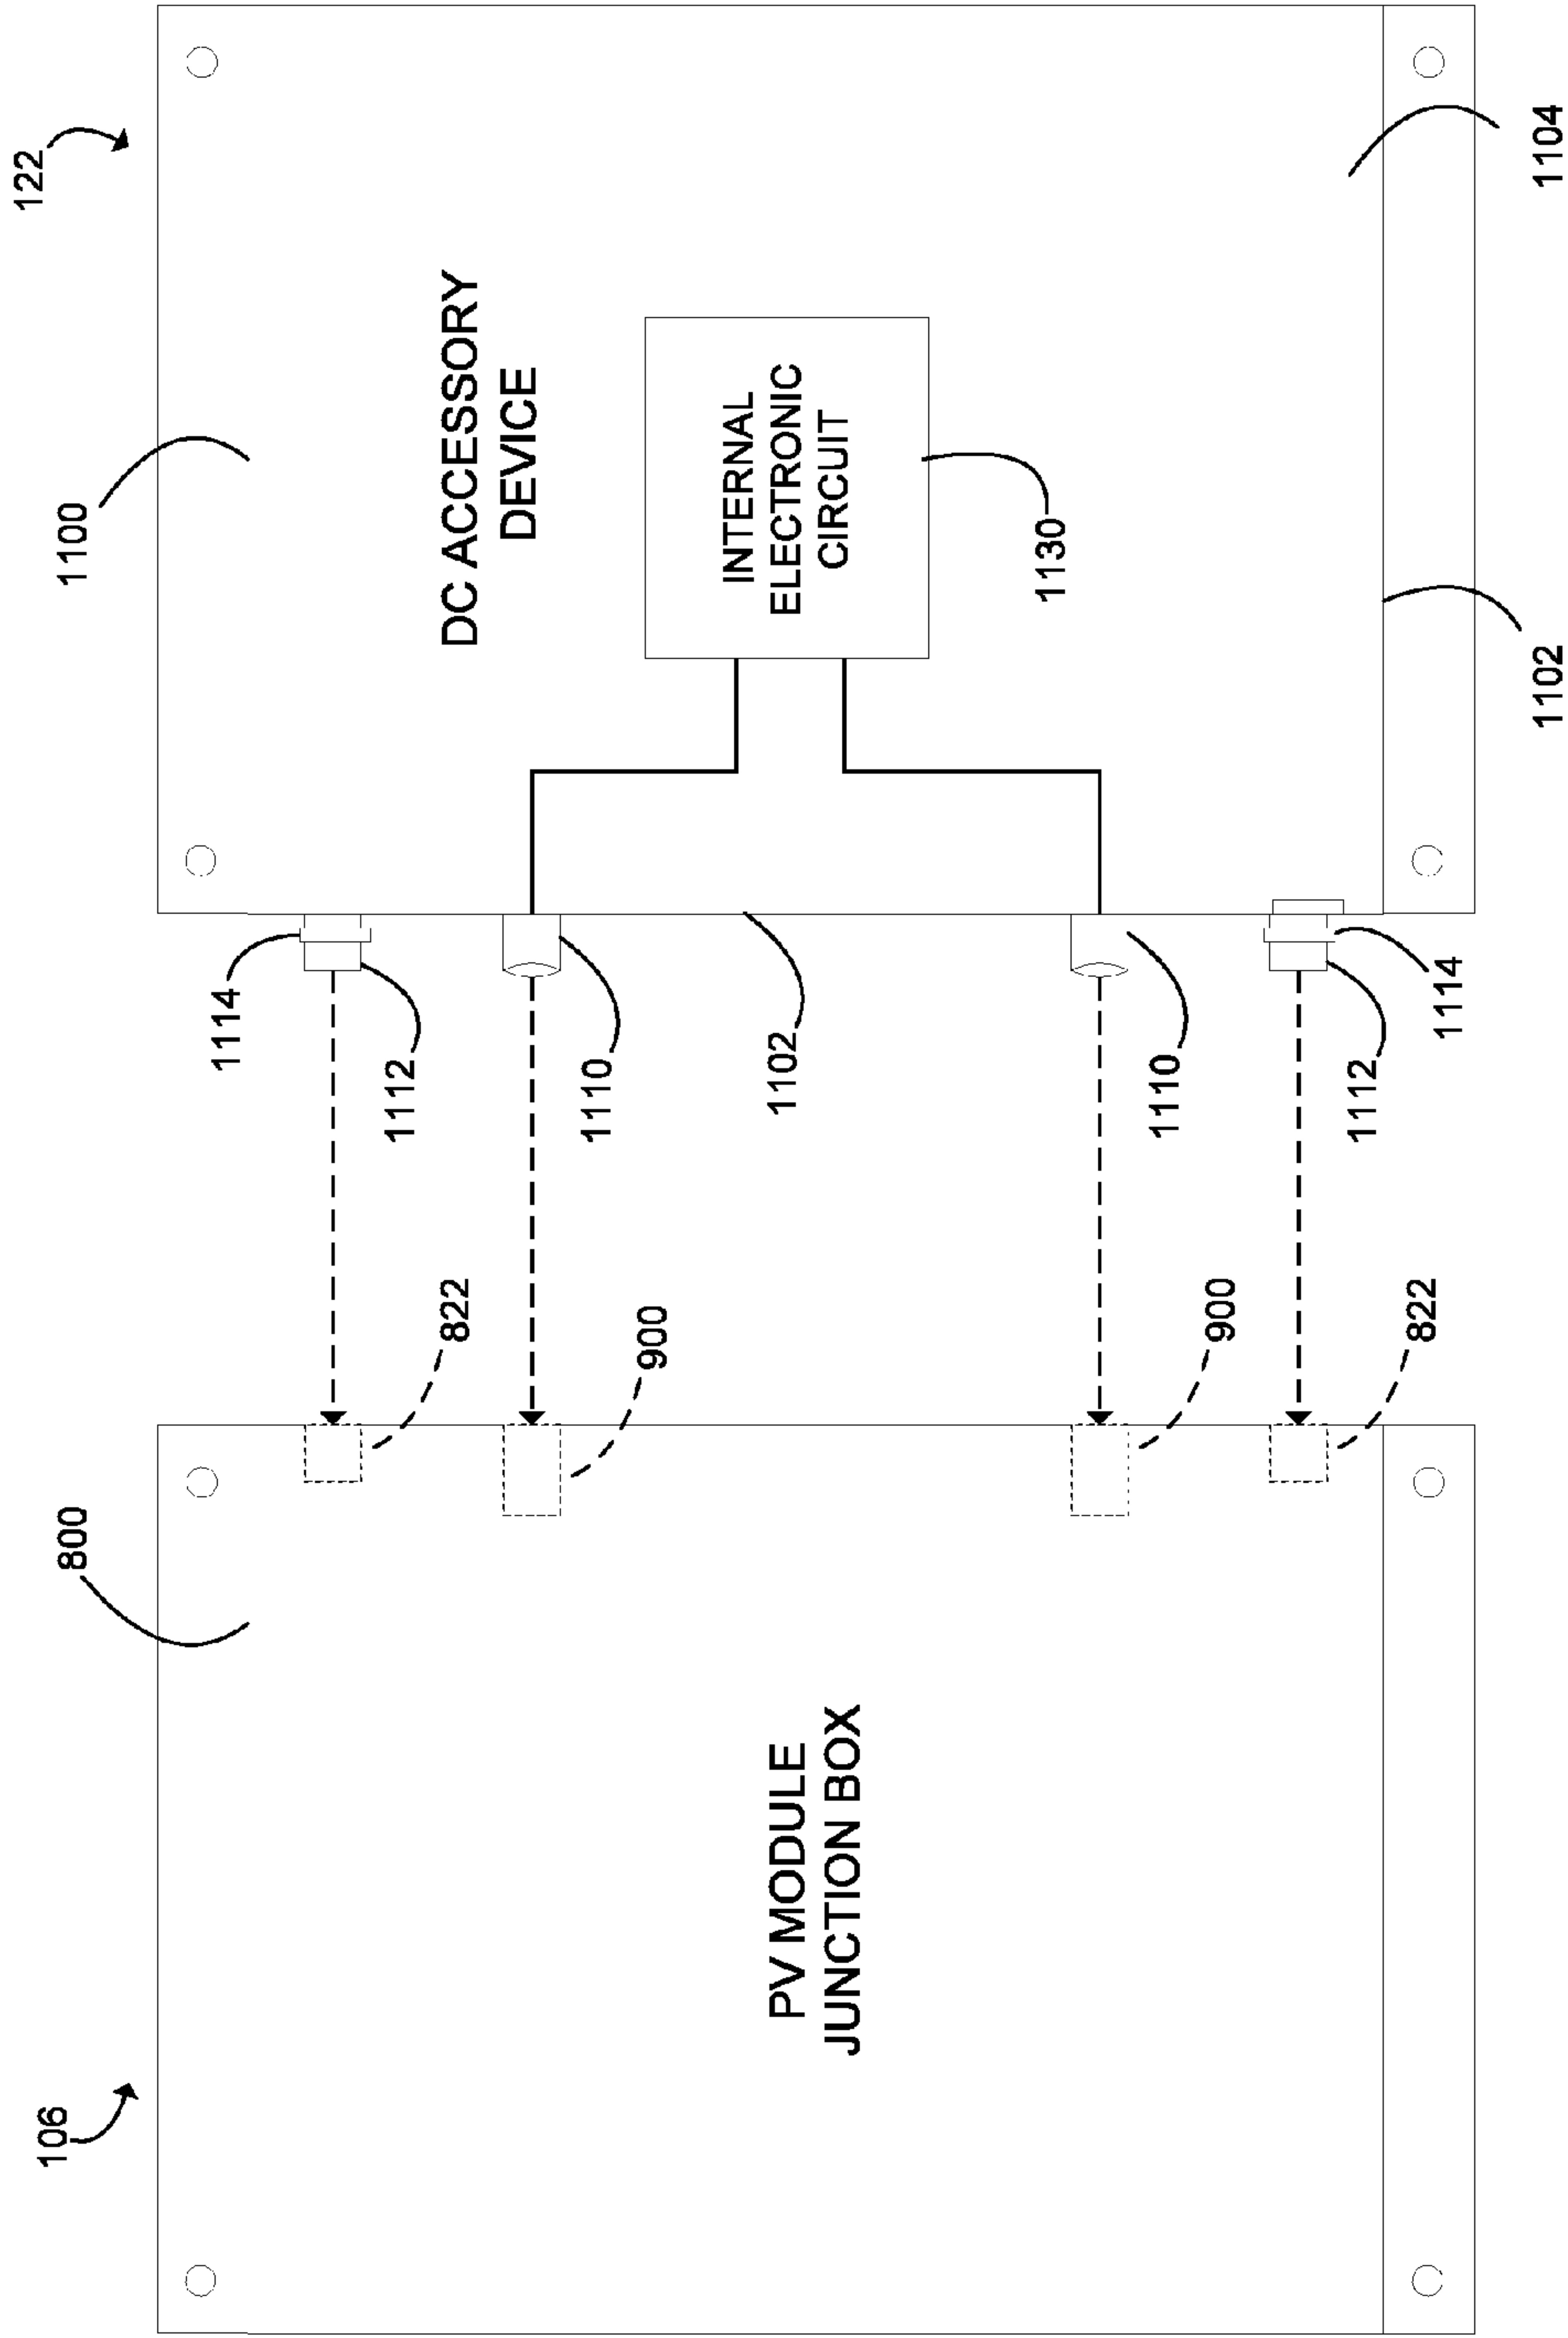 106
122
800
1100
1114
1112
822
DC ACCESSORY
DEVICE
1110
900
PV MODULE
JUNCTION BOX
1102
INTERNAL
ELECTRONIC
CIRCUIT
1130
900
1110
822
1112
1114
1102
1104